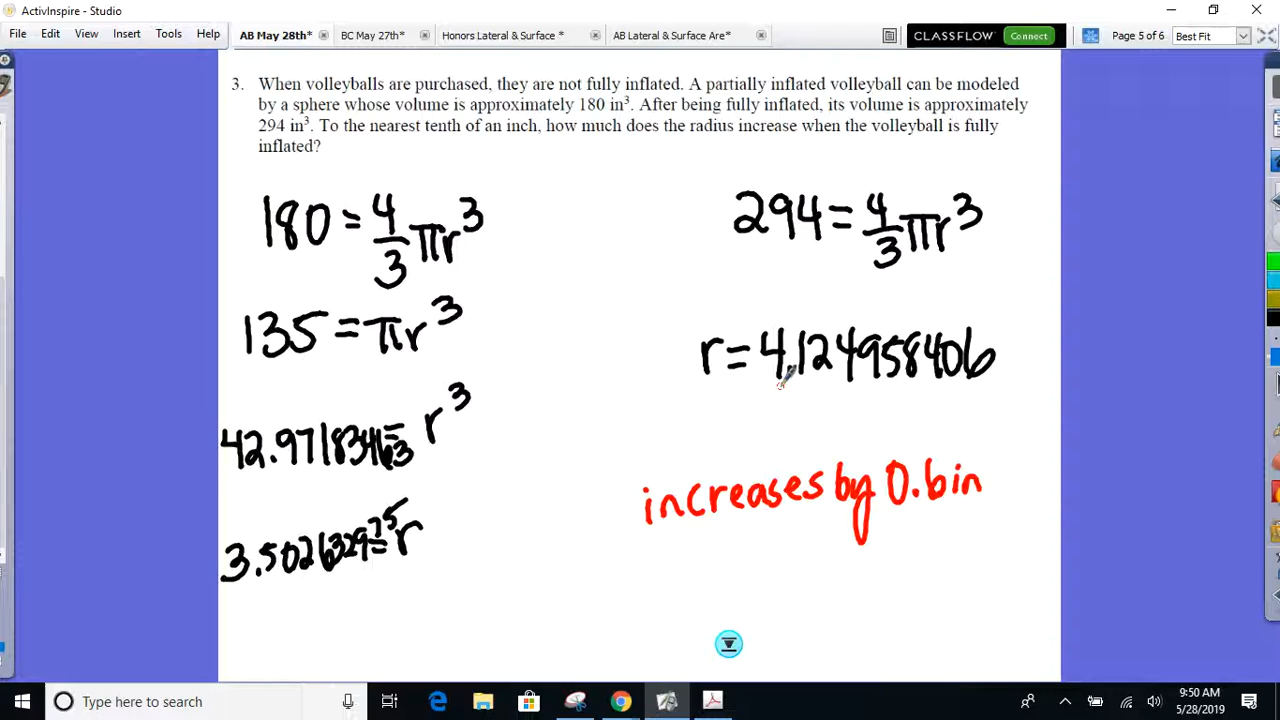 ActivInspire - Studio
File Edit View Insert Tools Help
AB May 28th* BC May 27th* Honors Lateral & Surface * AB Lateral & Surface Are*
CLASSFLOW Connect
Page 5 of 6 Best Fit
3. When volleyballs are purchased, they are not fully inflated. A partially inflated volleyball can be modeled
by a sphere whose volume is approximately 180 in³. After being fully inflated, its volume is approximately
294 in³. To the nearest tenth of an inch, how much does the radius increase when the volleyball is fully
inflated?
180 = 4/3 πr³
135 = πr³
42.97183463 = r³
3.502632975 = r
294 = 4/3 πr³
r = 4.124958406
increases by 0.6 in
Type here to search
9:50 AM
5/28/2019